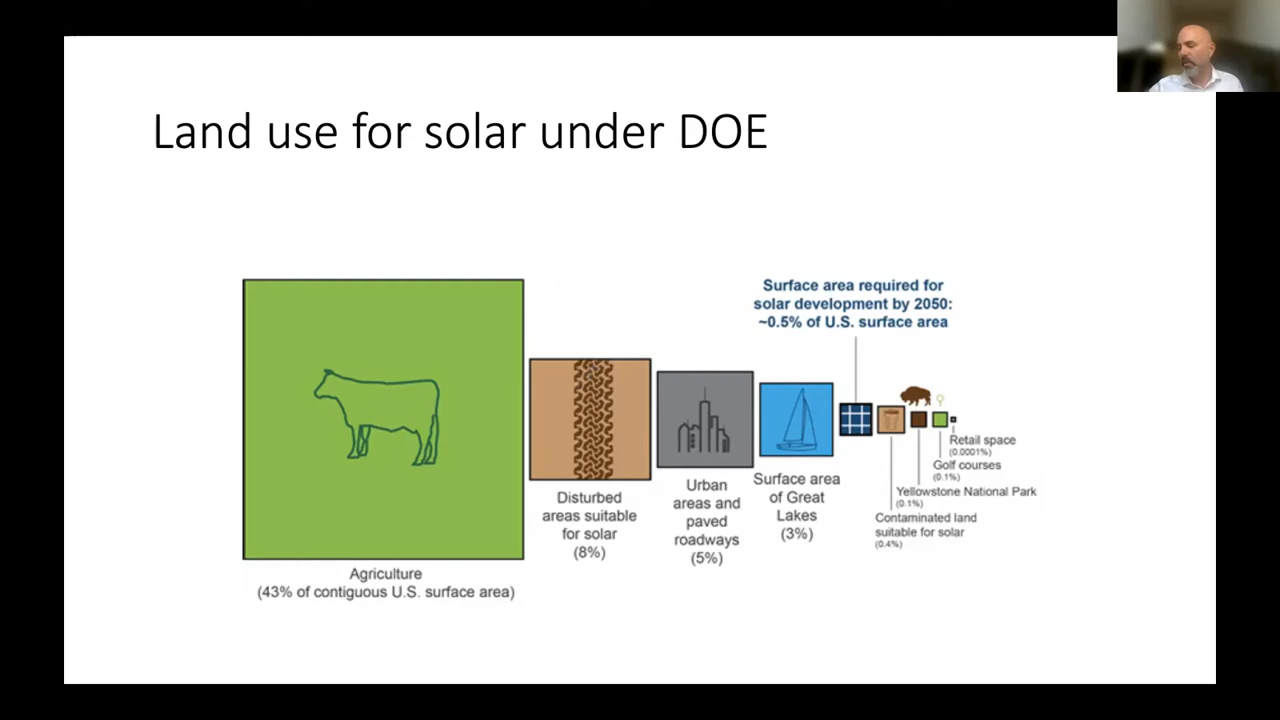 Land use for solar under DOE
Surface area required for
solar development by 2050:
~0.5% of U.S. surface area
Agriculture
(43% of contiguous U.S. surface area)
Disturbed
areas suitable
for solar
(8%)
Urban
areas and
paved
roadways
(5%)
Surface area
of Great
Lakes
(3%)
Contaminated land
suitable for solar
(0.4%)
Yellowstone National Park
(0.1%)
Golf courses
(0.1%)
Retail space
(0.0001%)